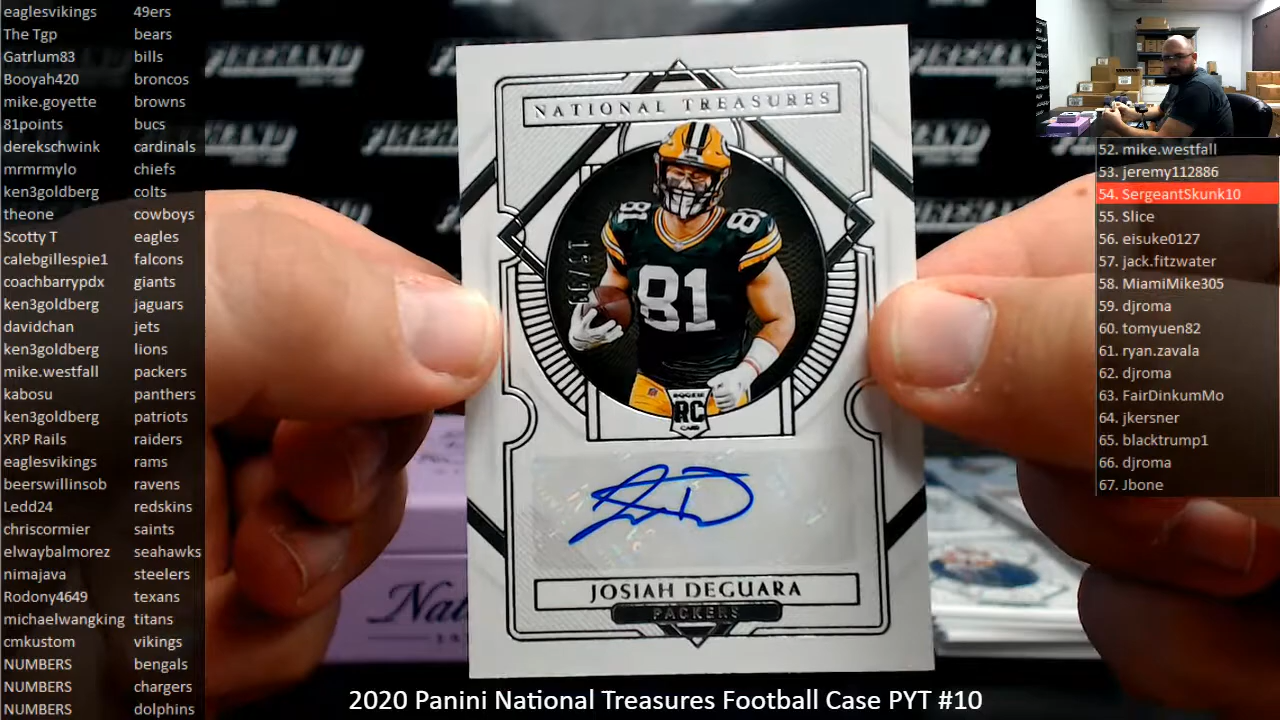 eaglesvikings 49ers
The Tgp bears
Gatrlum83 bills
Booyah420 broncos
mike.goyette browns
81points bucs
derekschwink cardinals
mrmrmylo chiefs
ken3goldberg colts
theone cowboys
Scotty T eagles
calebgillespie1 falcons
coachbarrypdx giants
ken3goldberg jaguars
davidchan jets
ken3goldberg lions
mike.westfall packers
kabosu panthers
ken3goldberg patriots
XRP Rails raiders
eaglesvikings rams
beerswillinsob ravens
Ledd24 redskins
chriscormier saints
elwaybalmorez seahawks
nimajava steelers
Rodony4649 texans
michaelwangking titans
cmkustom vikings
NUMBERS bengals
NUMBERS chargers
NUMBERS dolphins
NATIONAL TREASURES
81
81
81
ROOKIE
RC
CARD
JOSIAH DEGUARA
PACKERS
52. mike.westfall
53. jeremy112886
54. SergeantSkunk10
55. Slice
56. eisuke0127
57. jack.fitzwater
58. MiamiMike305
59. djroma
60. tomyuen82
61. ryan.zavala
62. djroma
63. FairDinkumMo
64. jkersner
65. blacktrump1
66. djroma
67. Jbone
2020 Panini National Treasures Football Case PYT #10